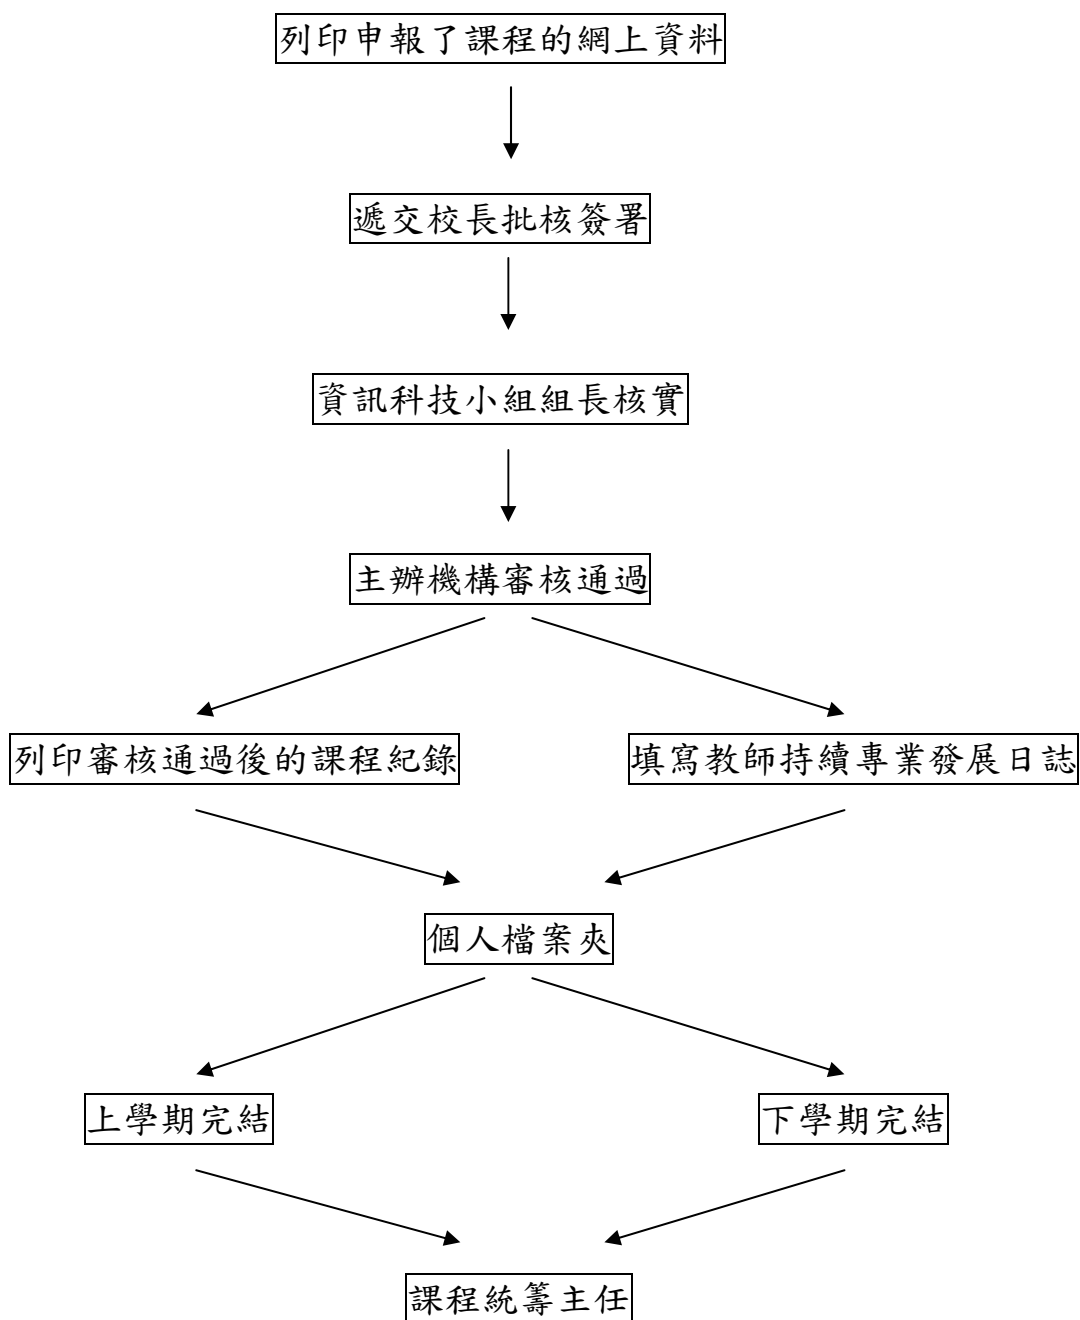 列印申報了課程的網上資料
遞交校長批核簽署
資訊科技小組組長核實
主辦機構審核通過
列印審核通過後的課程紀錄
填寫教師持續專業發展日誌
個人檔案夾
上學期完結
下學期完結
課程統籌主任